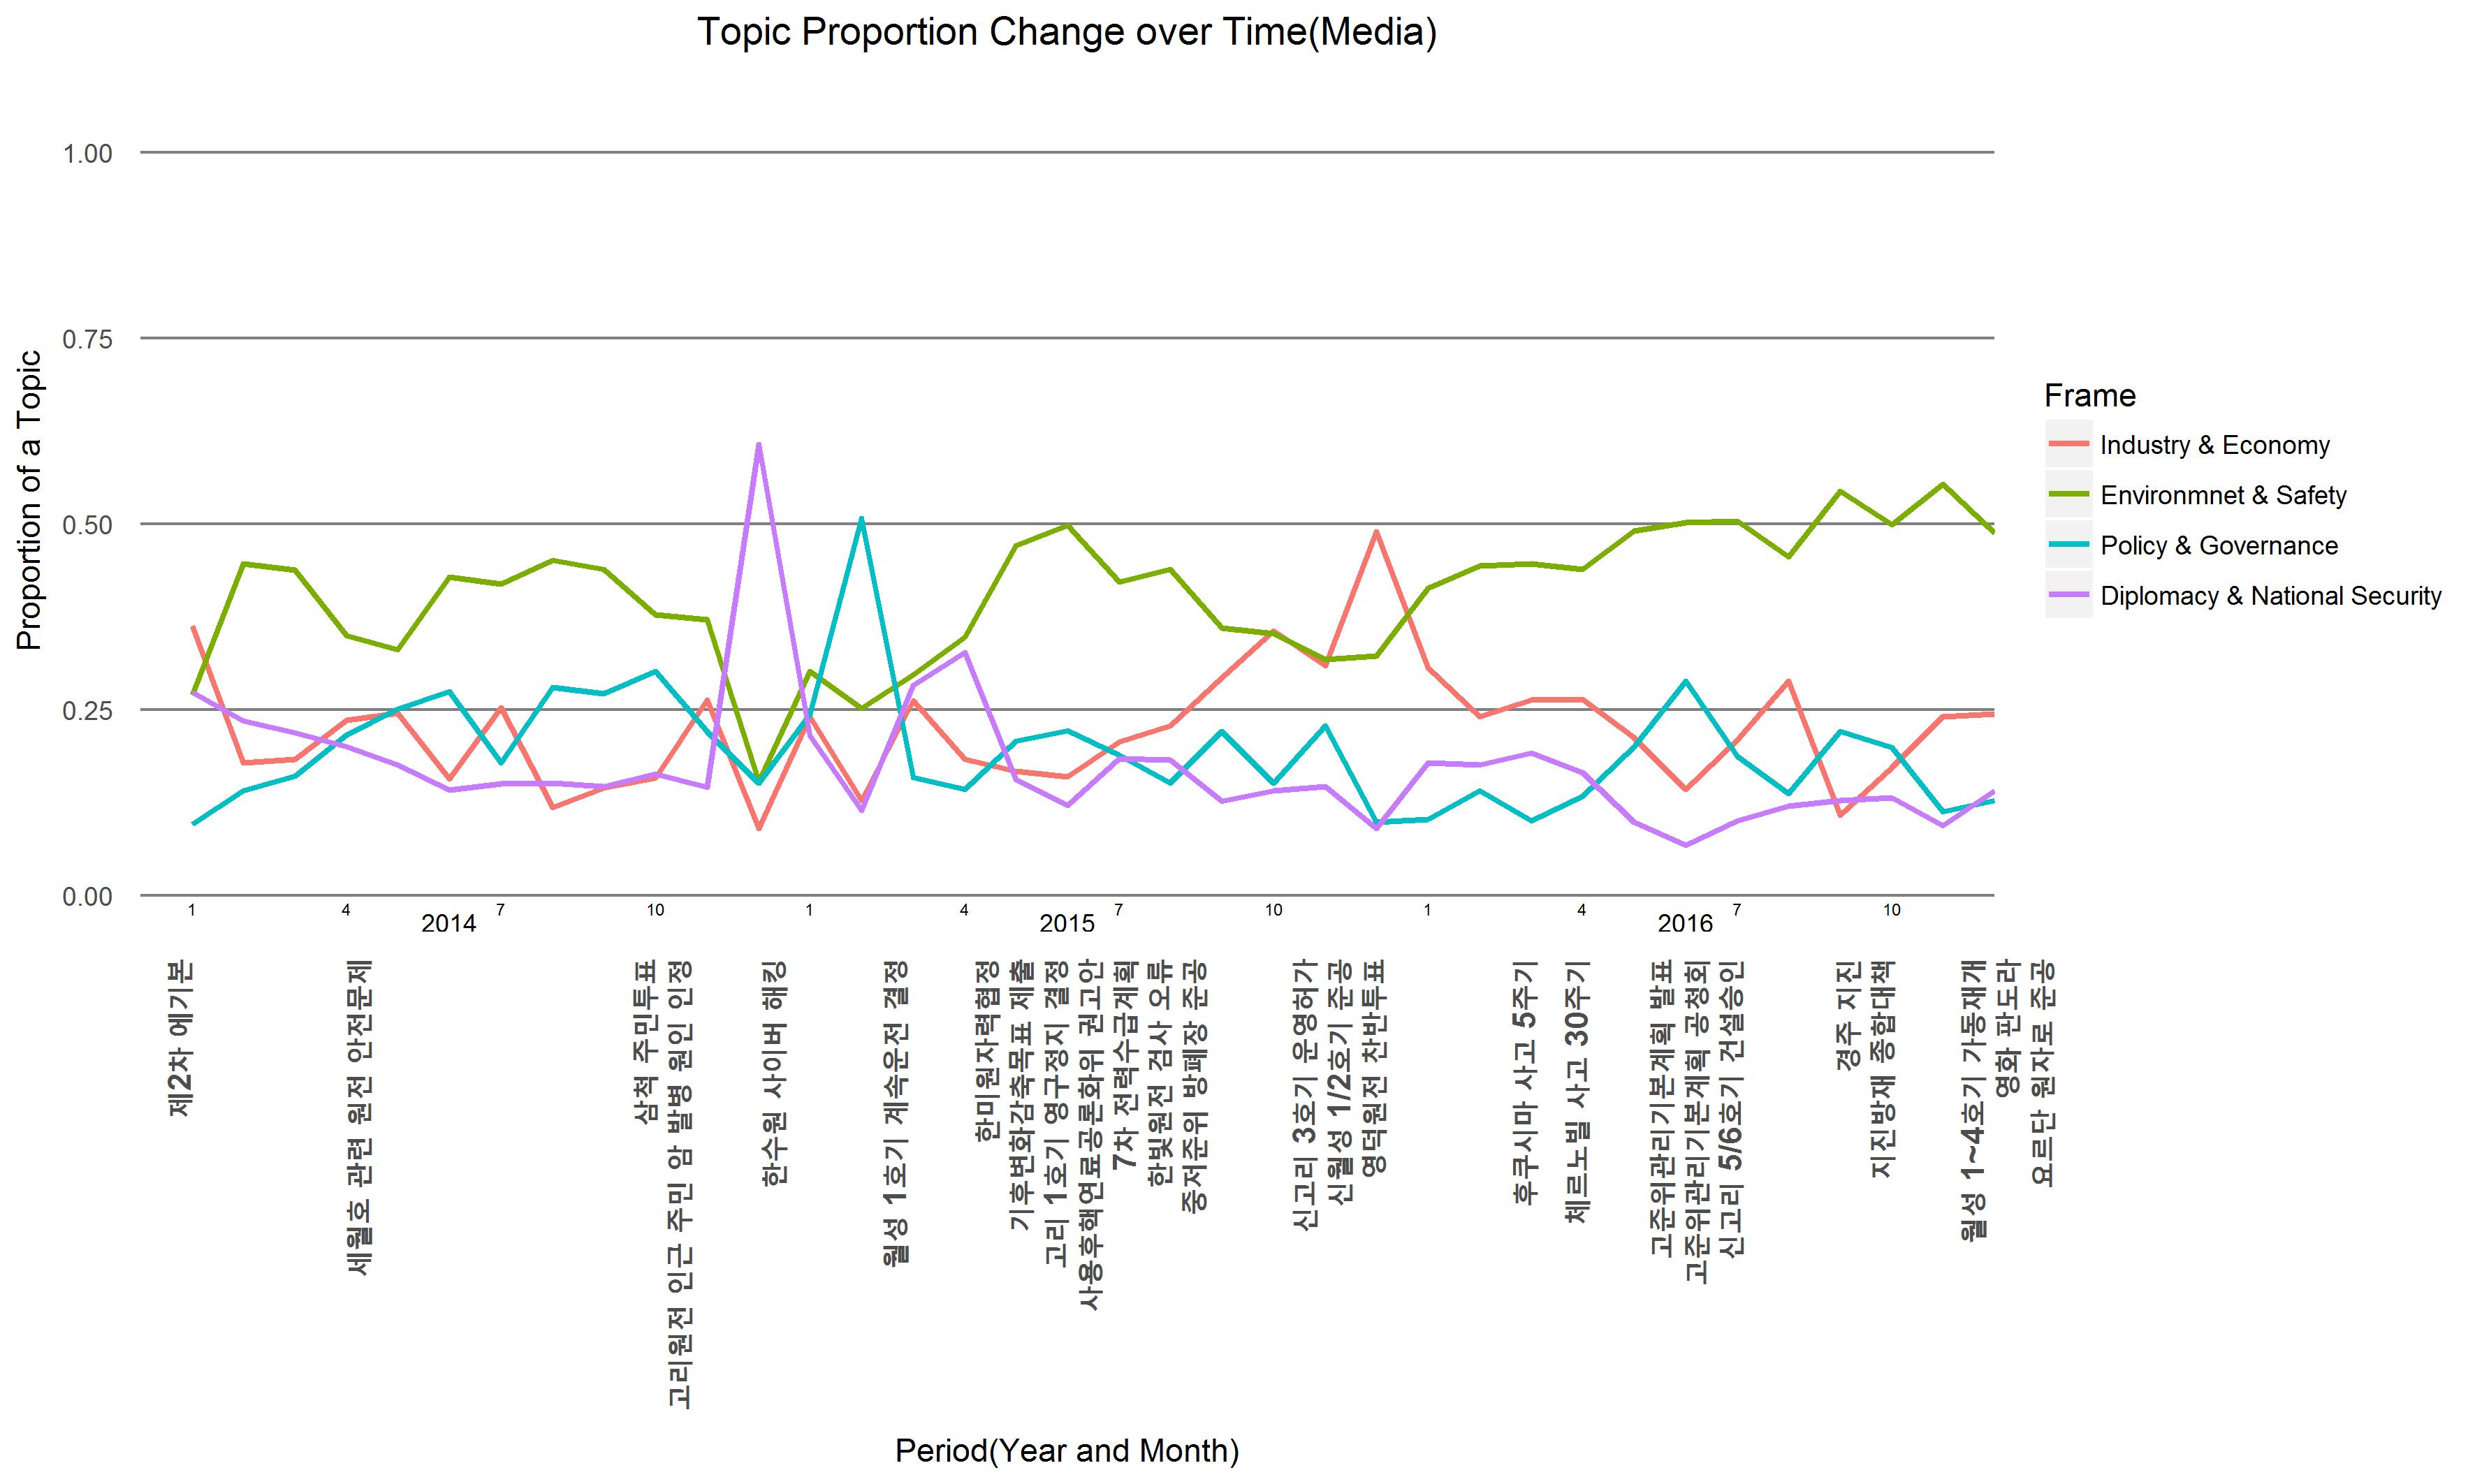 Topic Proportion Change over Time(Media)
Proportion of a Topic
1.00
0.75
0.50
0.25
0.00
1
4
7
10
1
4
7
10
1
4
7
10
2014
2015
2016
제2차 에기본
세월호 관련 원전 안전문제
삼척 주민투표
고리원전 인근 주민 암 발병 원인 인정
한수원 사이버 해킹
월성 1호기 계속운전 결정
한미원자력협정
기후변화감축목표 제출
고리 1호기 영구정지 결정
사용후핵연료공론화위 권고안
7차 전력수급계획
한빛원전 검사 오류
중저준위 방폐장 준공
신고리 3호기 운영허가
신월성 1/2호기 준공
영덕원전 찬반투표
후쿠시마 사고 5주기
체르노빌 사고 30주기
고준위관리기본계획 발표
고준위관리기본계획 공청회
신고리 5/6호기 건설승인
경주 지진
지진방재 종합대책
월성 1~4호기 가동재개
영화 판도라
요르단 원자로 준공
Period(Year and Month)
Frame
Industry & Economy
Environmnet & Safety
Policy & Governance
Diplomacy & National Security